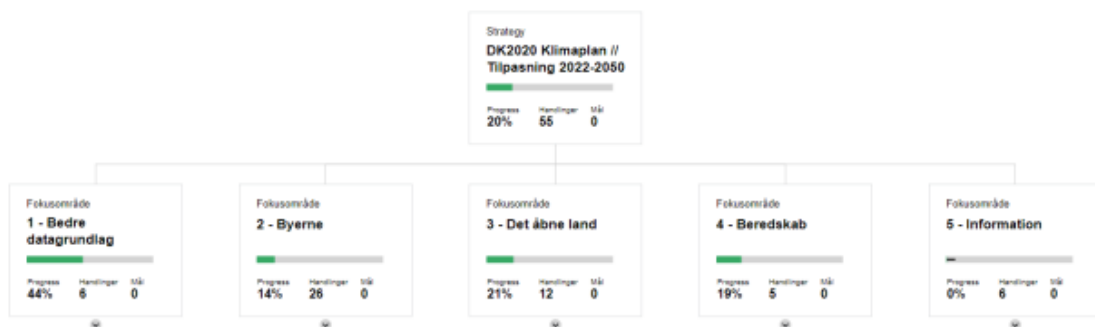 Strategy
DK2020 Klimaplan //
Tilpasning 2022-2050
Progress Handlinger Mål
20% 55 0
Fokusområde
1 - Bedre
datagrundlag
Progress Handlinger Mål
44% 6 0
Fokusområde
2 - Byerne
Progress Handlinger Mål
14% 26 0
Fokusområde
3 - Det åbne land
Progress Handlinger Mål
21% 12 0
Fokusområde
4 - Beredskab
Progress Handlinger Mål
19% 5 0
Fokusområde
5 - Information
Progress Handlinger Mål
0% 6 0